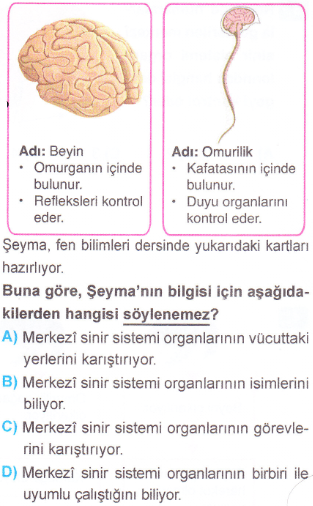 Adı: Beyin
• Omurganın içinde
bulunur.
• Refleksleri kontrol
eder.
Adı: Omurilik
• Kafatasının içinde
bulunur.
• Duyu organlarını
kontrol eder.
Şeyma, fen bilimleri dersinde yukarıdaki kartları
hazırlıyor.
Buna göre, Şeyma'nın bilgisi için aşağıda-
kilerden hangisi söylenemez?
A) Merkezî sinir sistemi organlarının vücuttaki
yerlerini karıştırıyor.
B) Merkezî sinir sistemi organlarının isimlerini
biliyor.
C) Merkezî sinir sistemi organlarının görevle-
rini karıştırıyor.
D) Merkezî sinir sistemi organlarının birbiri ile
uyumlu çalıştığını biliyor.